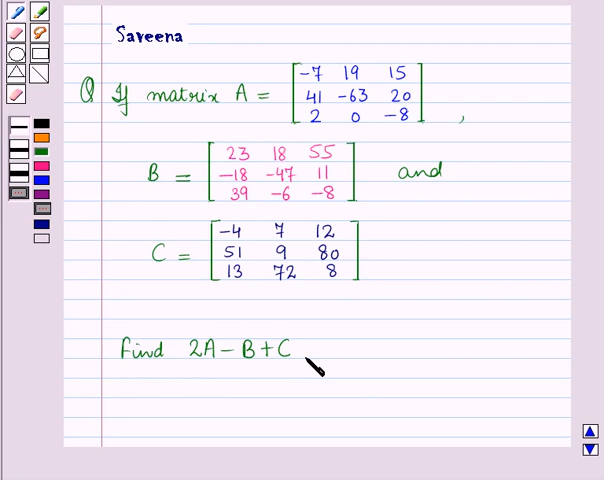 Saveena
Q If matrix A = [ -7 19 15
41 -63 20
2 0 -8 ] ,
B = [ 23 18 55
-18 -47 11
39 -6 -8 ] and
C = [ -4 7 12
51 9 80
13 72 8 ]
Find 2A - B + C